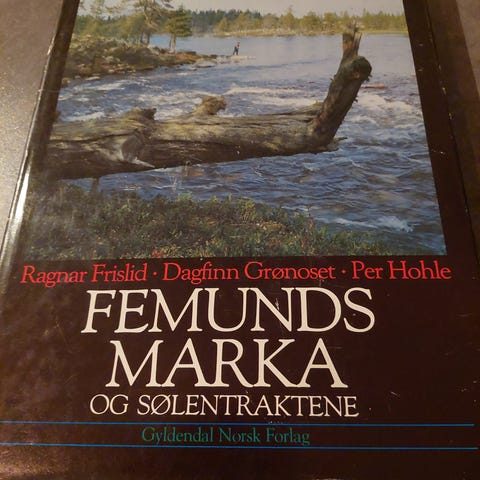 Ragnar Frislid · Dagfinn Grønoset · Per Hohle
FEMUNDS
MARKA
OG SØLENTRAKTENE
Gyldendal Norsk Forlag